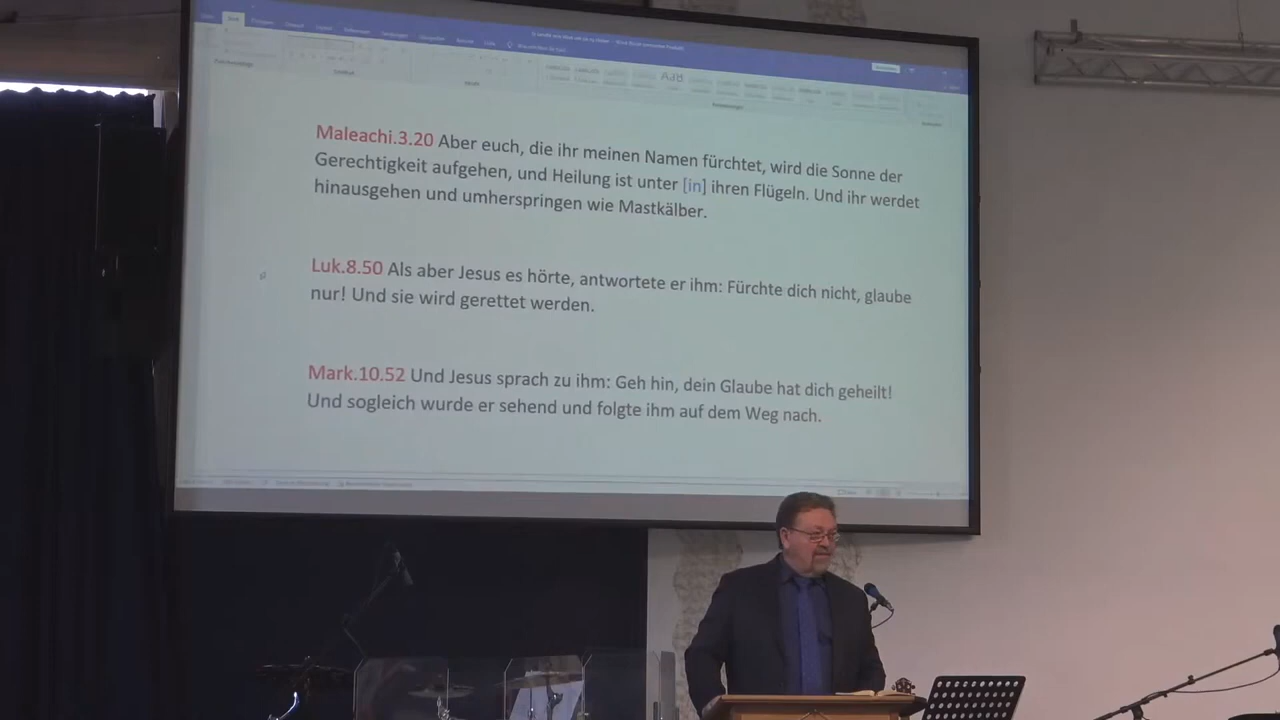 Maleachi.3.20 Aber euch, die ihr meinen Namen fürchtet, wird die Sonne der
Gerechtigkeit aufgehen, und Heilung ist unter [in] ihren Flügeln. Und ihr werdet
hinausgehen und umherspringen wie Mastkälber.
Luk.8.50 Als aber Jesus es hörte, antwortete er ihm: Fürchte dich nicht, glaube
nur! Und sie wird gerettet werden.
Mark.10.52 Und Jesus sprach zu ihm: Geh hin, dein Glaube hat dich geheilt!
Und sogleich wurde er sehend und folgte ihm auf dem Weg nach.